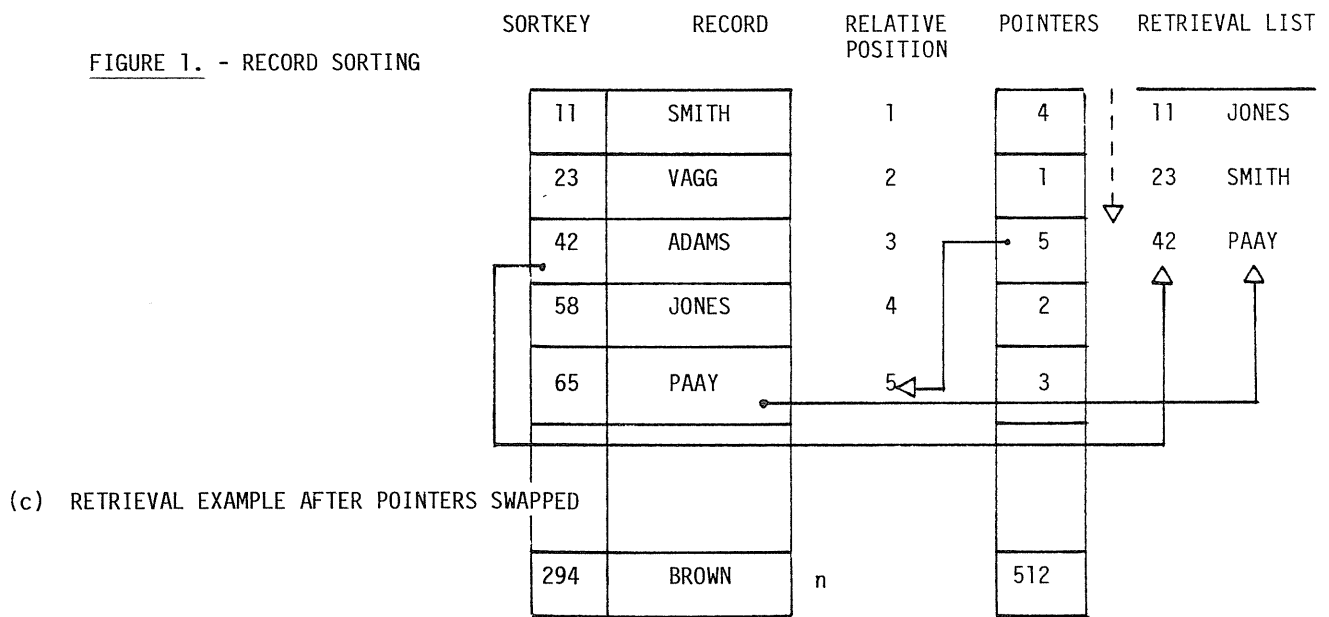 SORTKEY RECORD RELATIVE POINTERS RETRIEVAL LIST
POSITION
FIGURE 1. - RECORD SORTING
11 SMITH 1 4 11 JONES
23 VAGG 2 1 23 SMITH
42 ADAMS 3 5 42 PAAY
58 JONES 4 2
65 PAAY 5 3
(c) RETRIEVAL EXAMPLE AFTER POINTERS SWAPPED
294 BROWN n 512